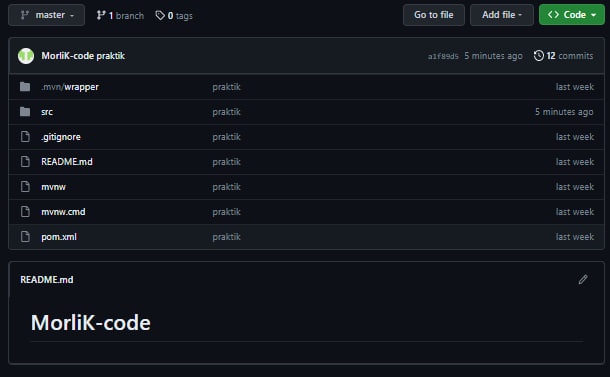 master 1 branch 0 tags Go to file Add file <> Code
MorliK-code praktik a1f89d5 5 minutes ago 12 commits
.mvn/wrapper praktik last week
src praktik 5 minutes ago
.gitignore praktik last week
README.md praktik last week
mvnw praktik last week
mvnw.cmd praktik last week
pom.xml praktik last week
README.md
MorliK-code